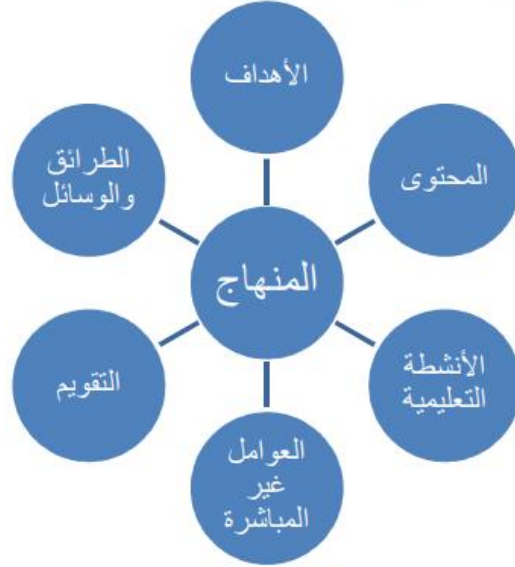 الأهداف
المحتوى
الأنشطة
التعليمية
العوامل
غير
المباشرة
التقويم
الطرائق
والوسائل
المنهاج